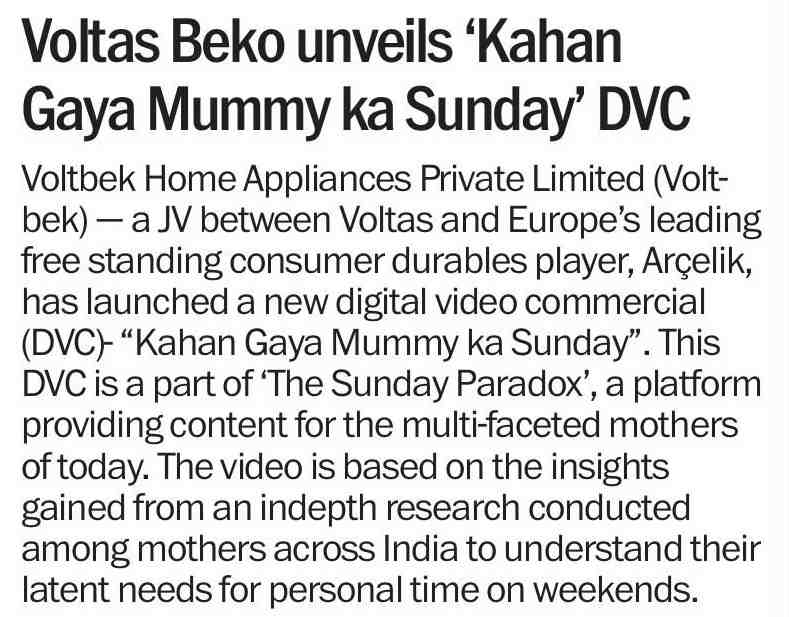 Voltas Beko unveils ‘Kahan
Gaya Mummy ka Sunday’ DVC
Voltbek Home Appliances Private Limited (Volt-
bek) — a JV between Voltas and Europe’s leading
free standing consumer durables player, Arçelik,
has launched a new digital video commercial
(DVC)- “Kahan Gaya Mummy ka Sunday”. This
DVC is a part of ‘The Sunday Paradox’, a platform
providing content for the multi-faceted mothers
of today. The video is based on the insights
gained from an indepth research conducted
among mothers across India to understand their
latent needs for personal time on weekends.